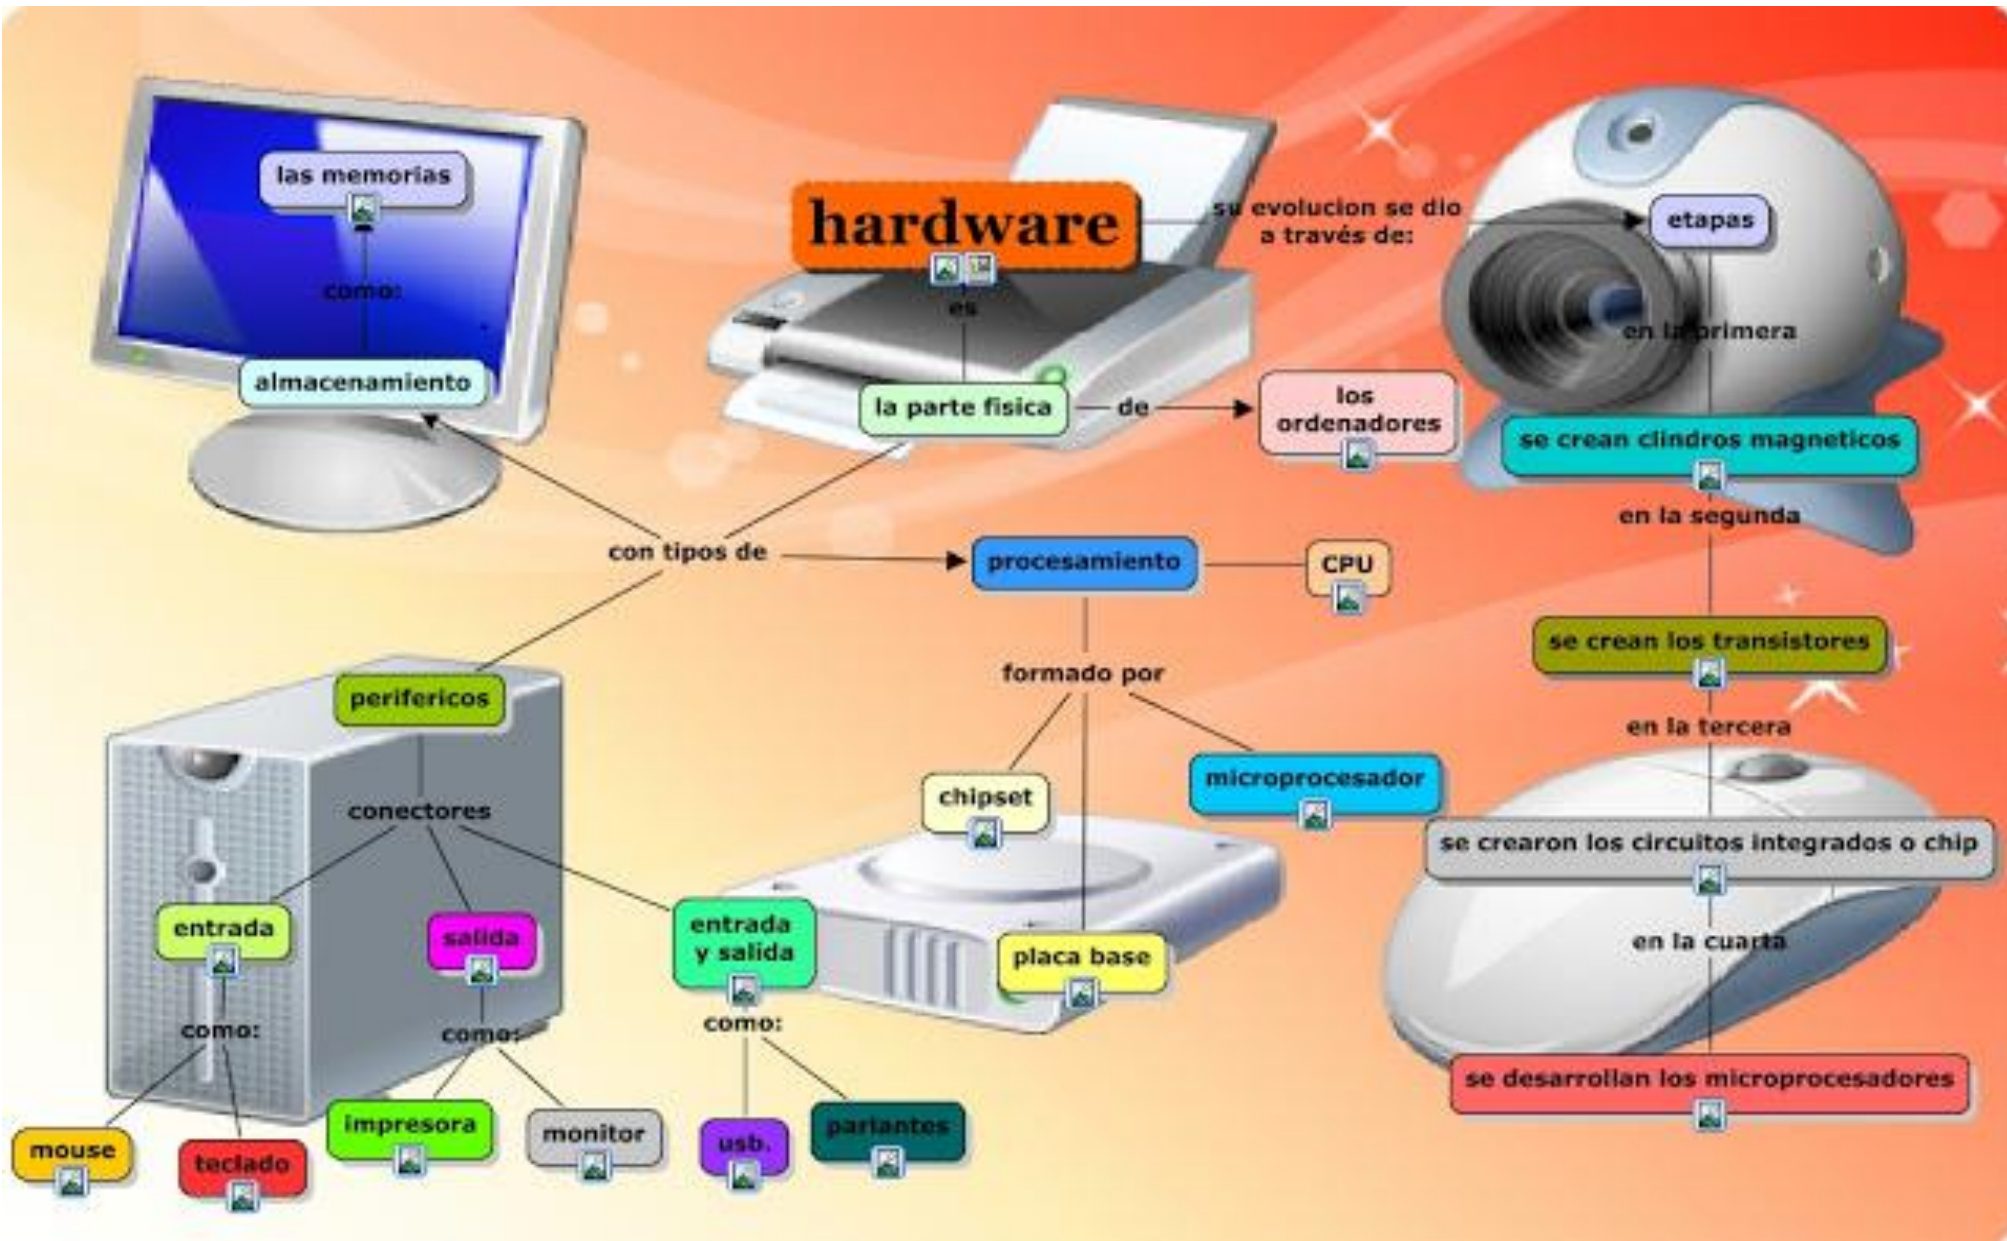 las memorias
como:
almacenamiento
hardware
su evolucion se dio
a través de:
etapas
es
la parte fisica
de
los
ordenadores
en la primera
se crean clindros magneticos
en la segunda
se crean los transistores
en la tercera
se crearon los circuitos integrados o chip
en la cuarta
se desarrollan los microprocesadores
con tipos de
procesamiento
CPU
formado por
chipset
microprocesador
placa base
perifericos
conectores
entrada
salida
entrada
y salida
como:
como:
como:
mouse
teclado
impresora
monitor
usb.
parlantes